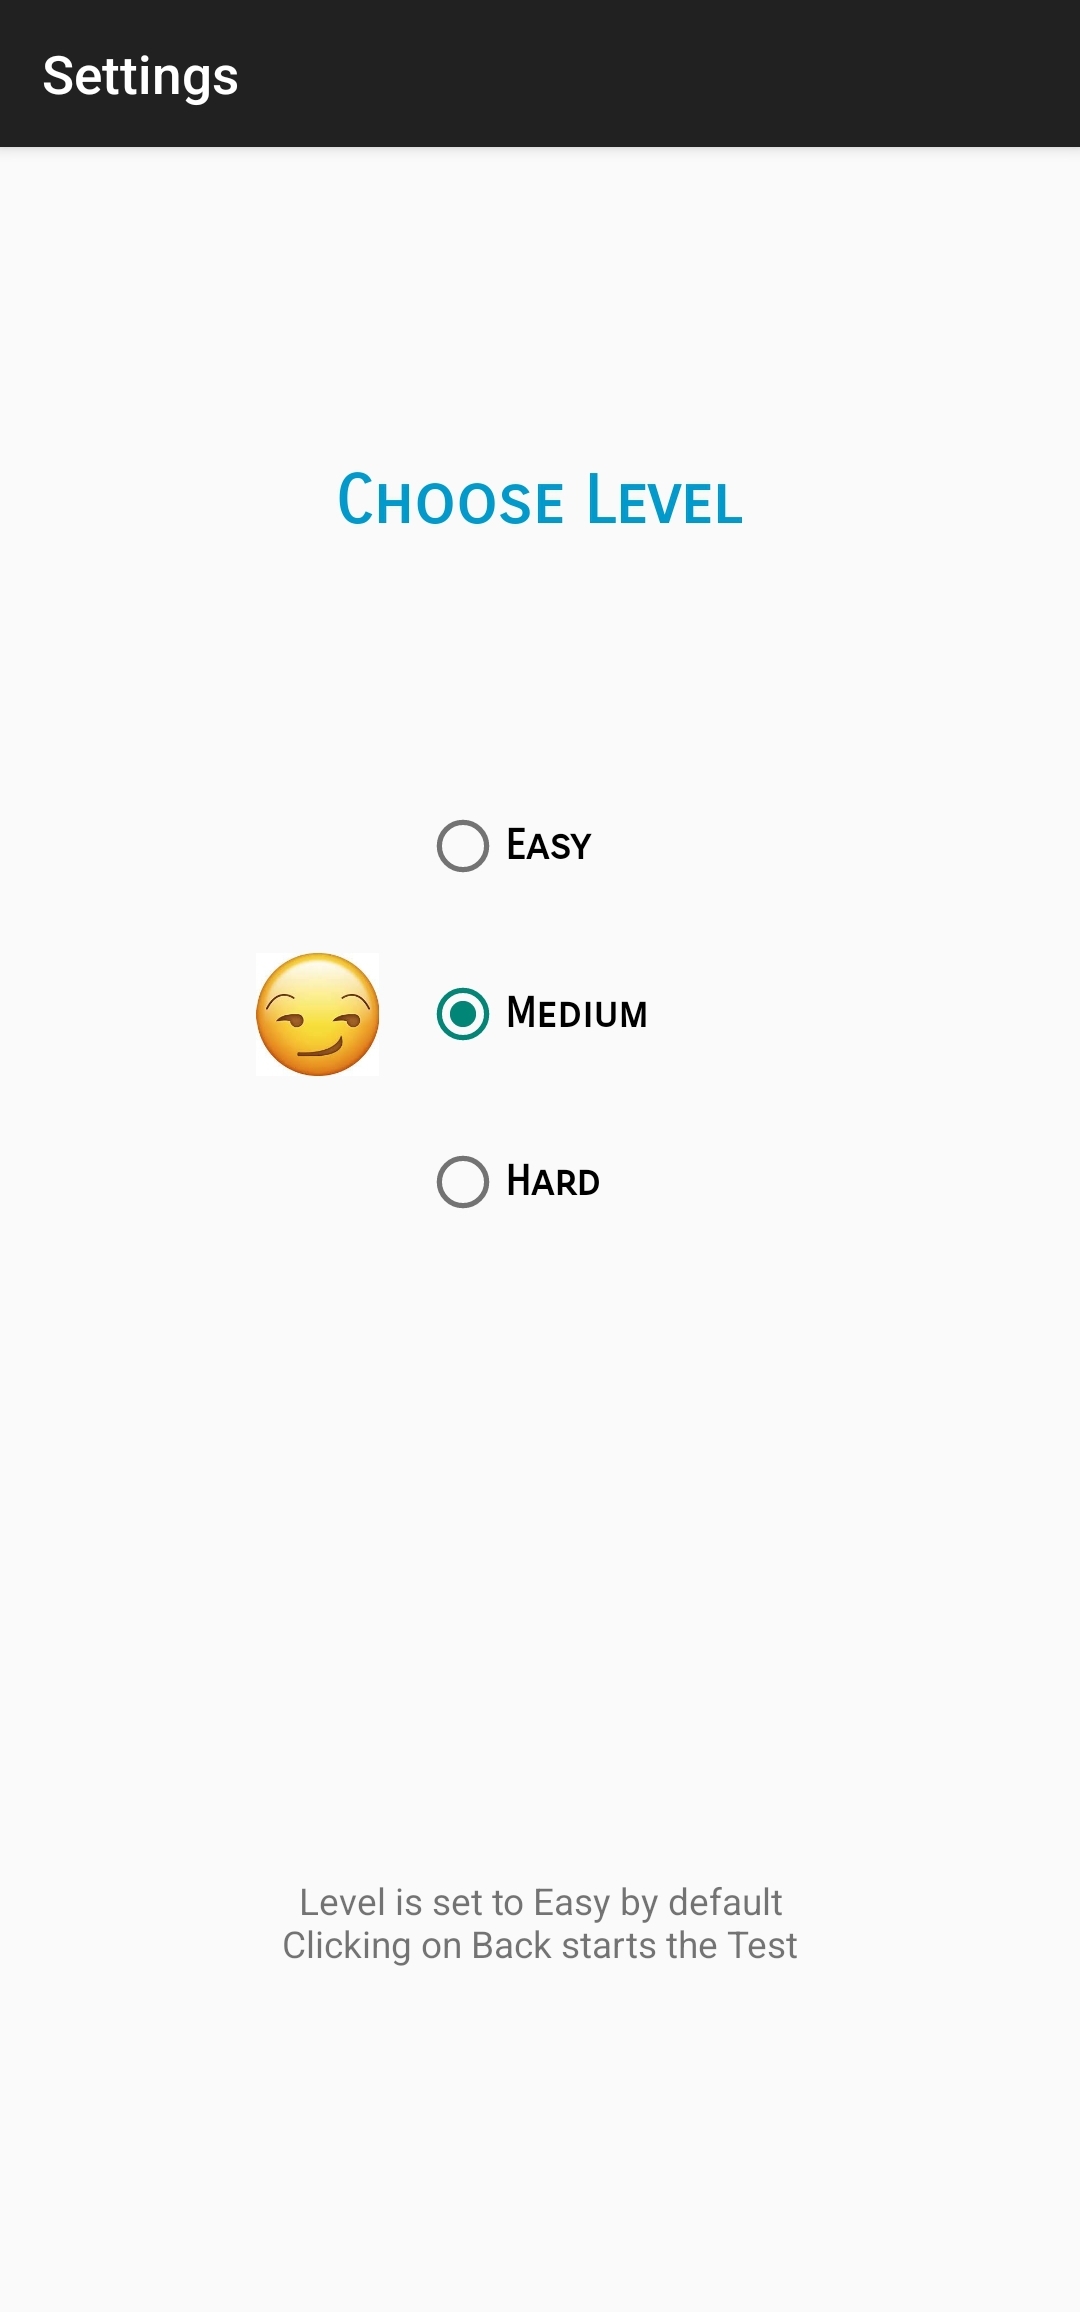 Settings
Choose Level
Easy
Medium
Hard
Level is set to Easy by default
Clicking on Back starts the Test